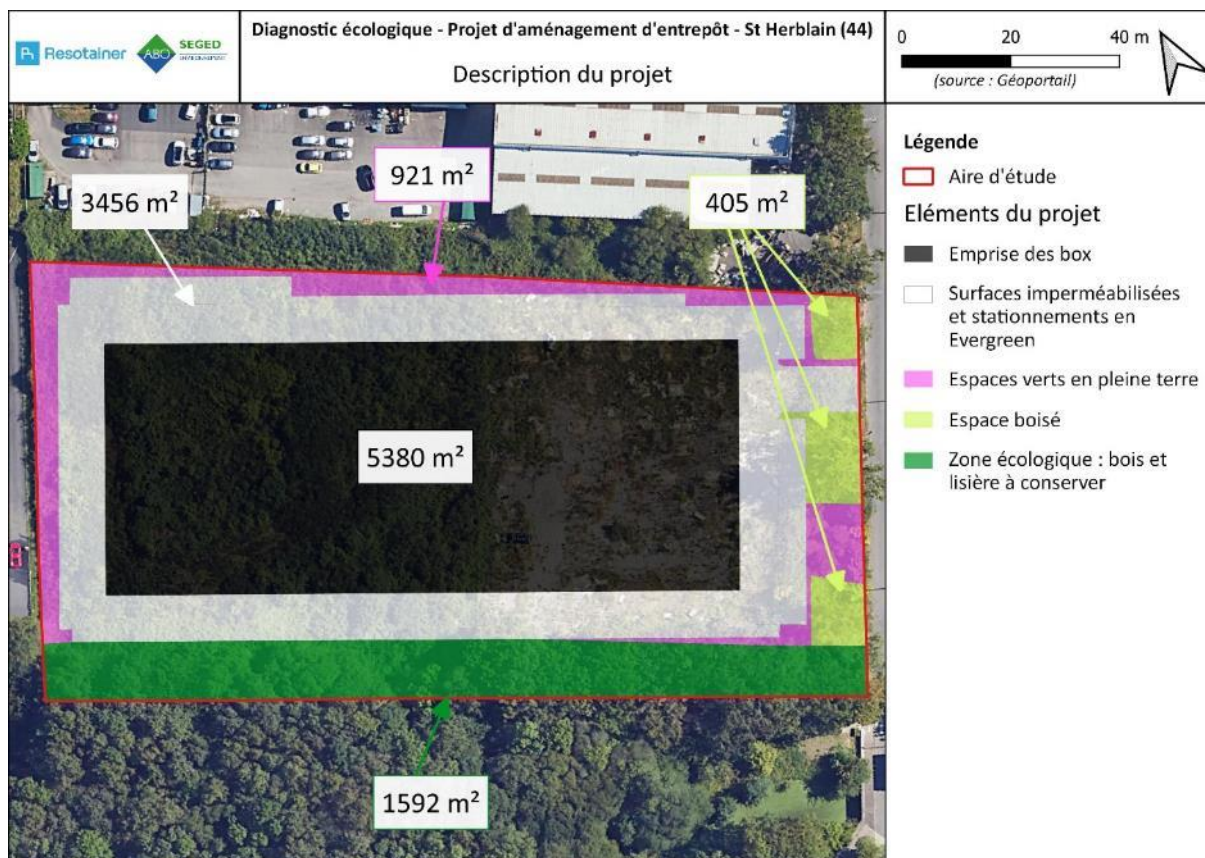 Resotainer
ABO
SEGED
Diagnostic écologique - Projet d'aménagement d'entrepôt - St Herblain (44)
Description du projet
0 20 40 m
(source : Géoportail)
Légende
Aire d'étude
Eléments du projet
Emprise des box
Surfaces imperméabilisées
et stationnements en
Evergreen
Espaces verts en pleine terre
Espace boisé
Zone écologique : bois et
lisière à conserver
3456 m²
921 m²
405 m²
5380 m²
1592 m²